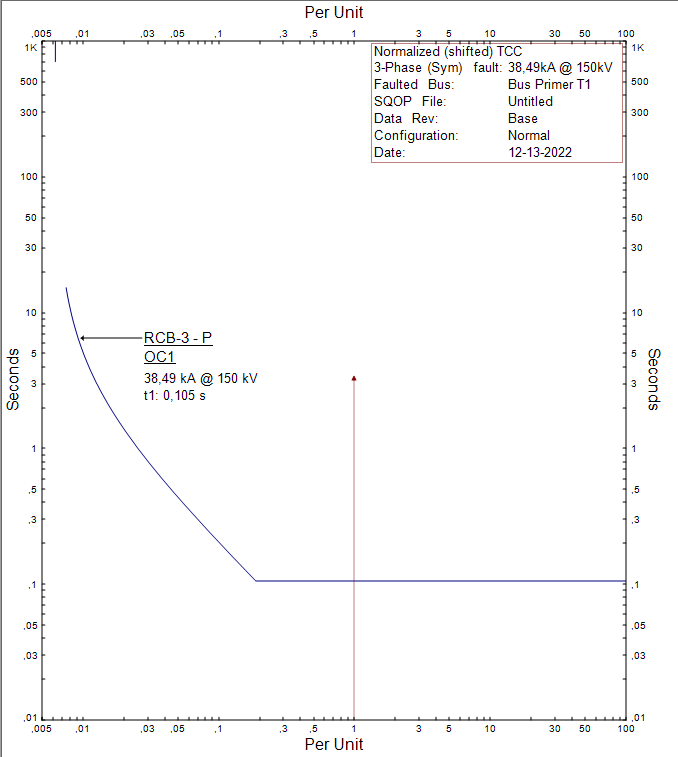 Per Unit
,005 ,01 ,03 ,05 ,1 ,3 ,5 1 3 5 10 30 50 100
1K 1K
Normalized (shifted) TCC
3-Phase (Sym) fault: 38,49kA @ 150kV
500 500
Faulted Bus: Bus Primer T1
SQOP File: Untitled
300 300
Data Rev: Base
Configuration: Normal
Date: 12-13-2022
100 100
50 50
30 30
10 10
RCB-3 - P
5 OC1 5
Seconds Seconds
3 38,49 kA @ 150 kV 3
t1: 0,105 s
1 1
,5 ,5
,3 ,3
,1 ,1
,05 ,05
,03 ,03
,01 ,01
,005 ,01 ,03 ,05 ,1 ,3 ,5 1 3 5 10 30 50 100
Per Unit